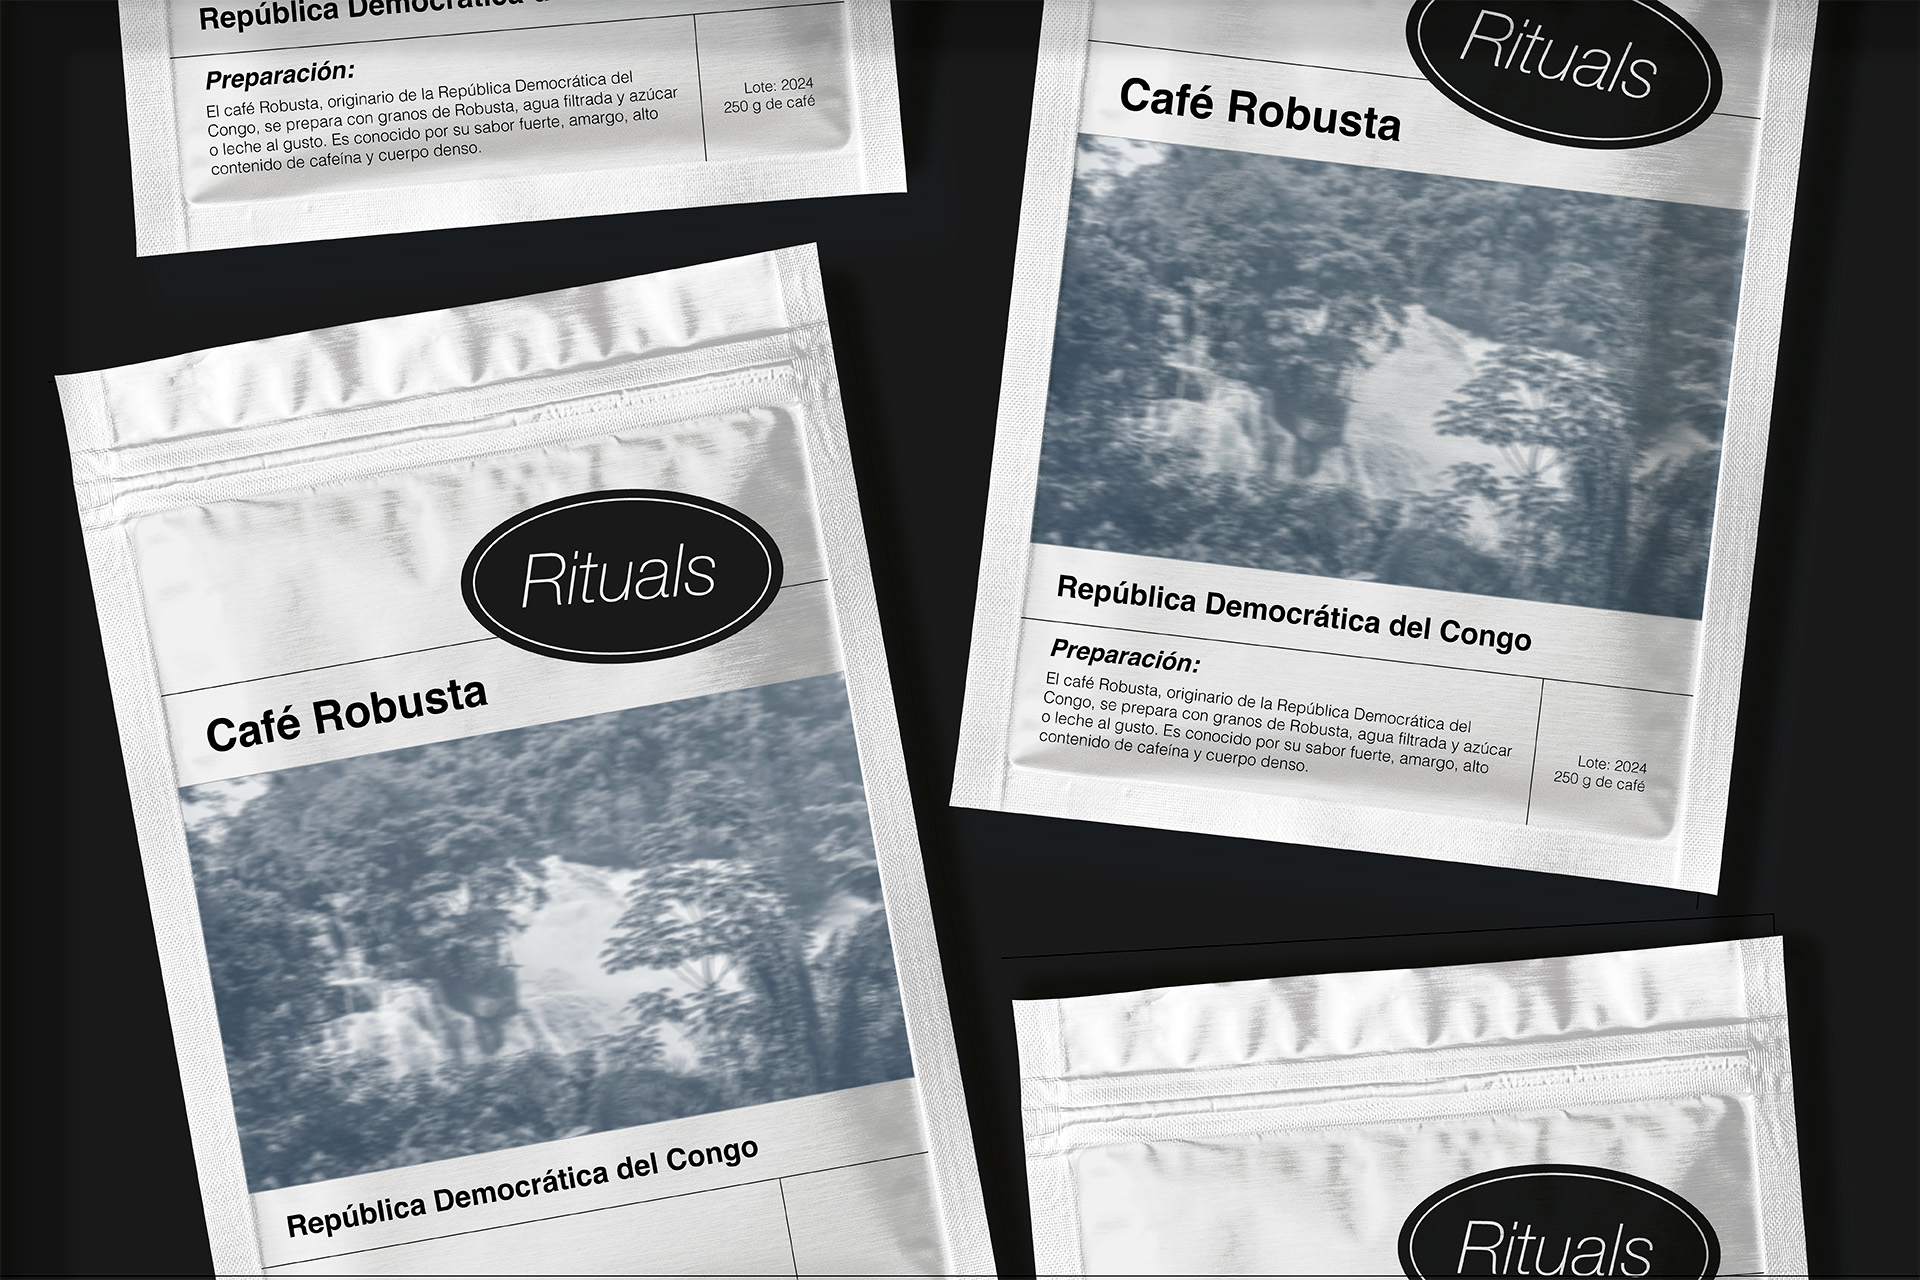 República Democrática d
Preparación:
El café Robusta, originario de la República Democrática del
Congo, se prepara con granos de Robusta, agua filtrada y azúcar
o leche al gusto. Es conocido por su sabor fuerte, amargo, alto
contenido de cafeína y cuerpo denso.
Lote: 2024
250 g de café
Rituals
Café Robusta
República Democrática del Congo
Rituals
Café Robusta
República Democrática del Congo
Preparación:
El café Robusta, originario de la República Democrática del
Congo, se prepara con granos de Robusta, agua filtrada y azúcar
o leche al gusto. Es conocido por su sabor fuerte, amargo, alto
contenido de cafeína y cuerpo denso.
Lote: 2024
250 g de café
Rituals